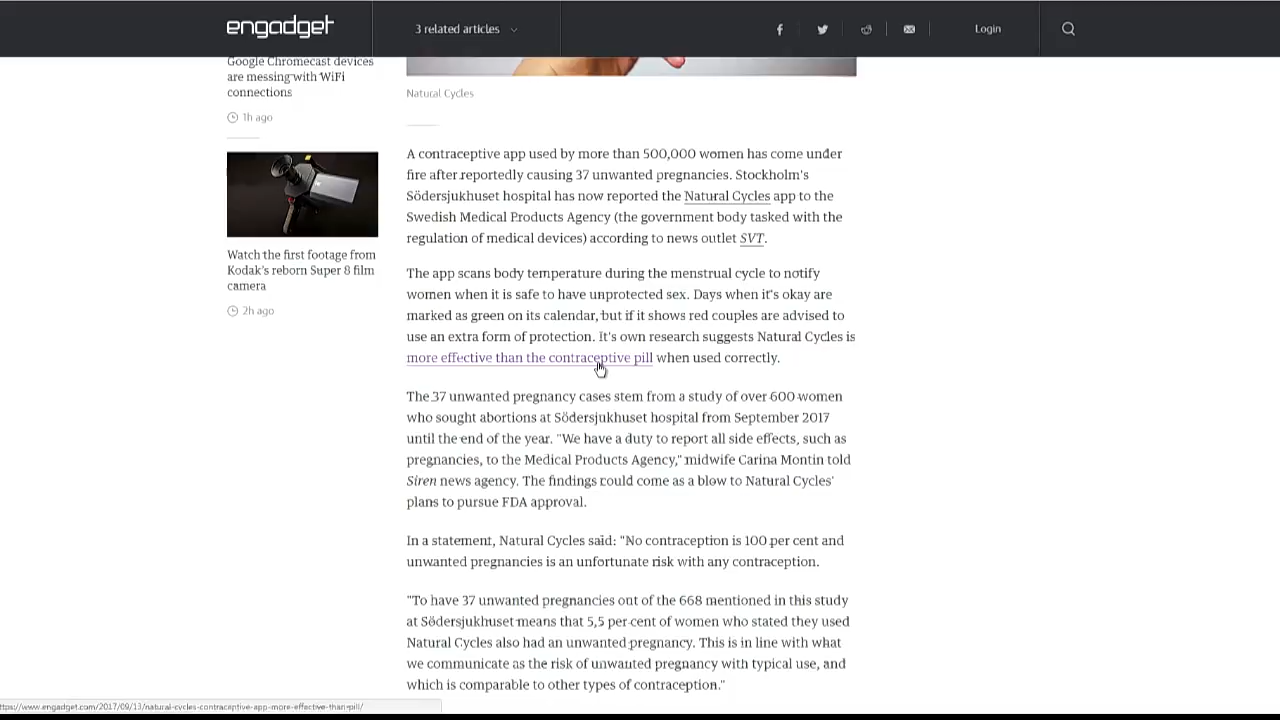 engadget
3 related articles
Login
Google Chromecast devices
are messing with WiFi
connections
1h ago
Watch the first footage from
Kodak's reborn Super 8 film
camera
2h ago
Natural Cycles
A contraceptive app used by more than 500,000 women has come under
fire after reportedly causing 37 unwanted pregnancies. Stockholm's
Södersjukhuset hospital has now reported the Natural Cycles app to the
Swedish Medical Products Agency (the government body tasked with the
regulation of medical devices) according to news outlet SVT.
The app scans body temperature during the menstrual cycle to notify
women when it is safe to have unprotected sex. Days when it's okay are
marked as green on its calendar, but if it shows red couples are advised to
use an extra form of protection. It's own research suggests Natural Cycles is
more effective than the contraceptive pill when used correctly.
The 37 unwanted pregnancy cases stem from a study of over 600 women
who sought abortions at Södersjukhuset hospital from September 2017
until the end of the year. "We have a duty to report all side effects, such as
pregnancies, to the Medical Products Agency," midwife Carina Montin told
Siren news agency. The findings could come as a blow to Natural Cycles'
plans to pursue FDA approval.
In a statement, Natural Cycles said: "No contraception is 100 per cent and
unwanted pregnancies is an unfortunate risk with any contraception.
"To have 37 unwanted pregnancies out of the 668 mentioned in this study
at Södersjukhuset means that 5,5 per cent of women who stated they used
Natural Cycles also had an unwanted pregnancy. This is in line with what
we communicate as the risk of unwanted pregnancy with typical use, and
which is comparable to other types of contraception."
ttps://www.engadget.com/2017/09/13/natural-cycles-contraceptive-app-more-effective-than-pill/